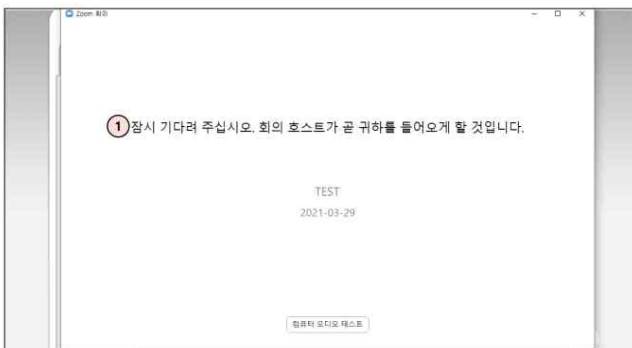 Zoom 회의
1 잠시 기다려 주십시오. 회의 호스트가 곧 귀하를 들어오게 할 것입니다.
TEST
2021-03-29
컴퓨터 오디오 테스트